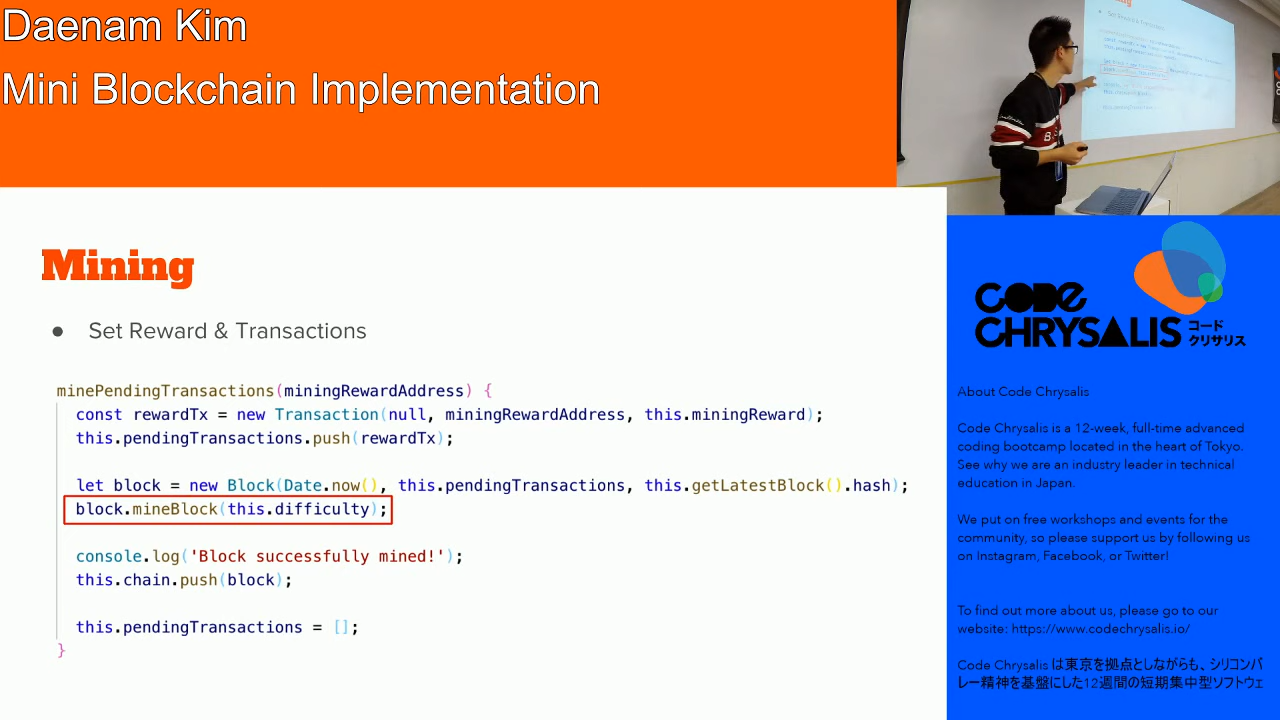 Daenam Kim
Mini Blockchain Implementation
Mining
● Set Reward & Transactions
minePendingTransactions(miningRewardAddress) {
const rewardTx = new Transaction(null, miningRewardAddress, this.miningReward);
this.pendingTransactions.push(rewardTx);
let block = new Block(Date.now(), this.pendingTransactions, this.getLatestBlock().hash);
block.mineBlock(this.difficulty);
console.log('Block successfully mined!');
this.chain.push(block);
this.pendingTransactions = [];
}
CODE
CHRYSALIS コード
クリサリス
About Code Chrysalis
Code Chrysalis is a 12-week, full-time advanced
coding bootcamp located in the heart of Tokyo.
See why we are an industry leader in technical
education in Japan.
We put on free workshops and events for the
community, so please support us by following us
on Instagram, Facebook, or Twitter!
To find out more about us, please go to our
website: https://www.codechrysalis.io/
Code Chrysalis は東京を拠点としながらも、シリコンバ
レー精神を基盤にした12週間の短期集中型ソフトウェ